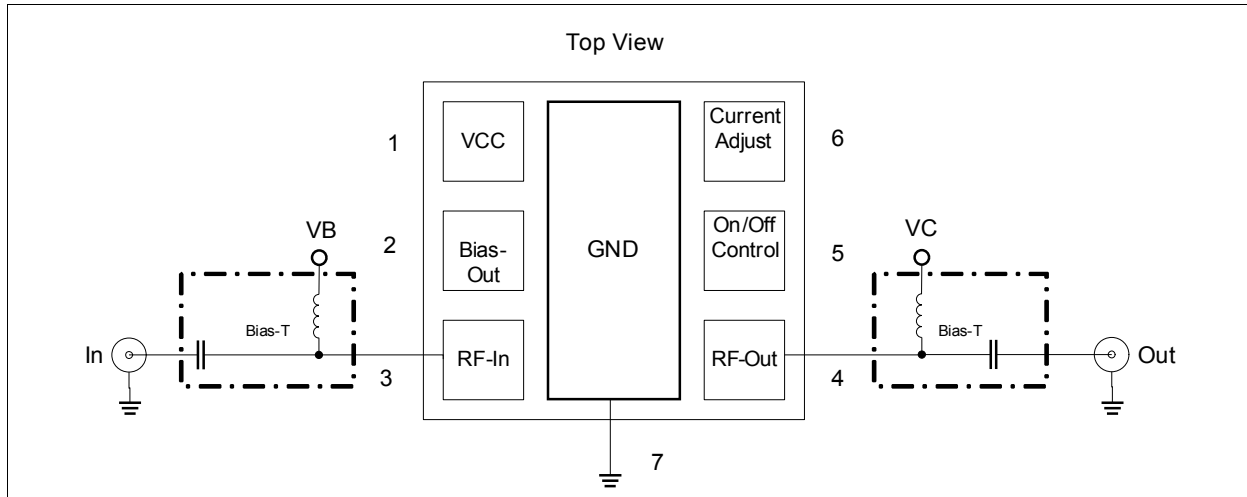 Top View
1
VCC
Current
Adjust
6
VB
2
Bias-
Out
GND
On/Off
Control
5
VC
Bias-T
Bias-T
In
3
RF-In
RF-Out
4
Out
7